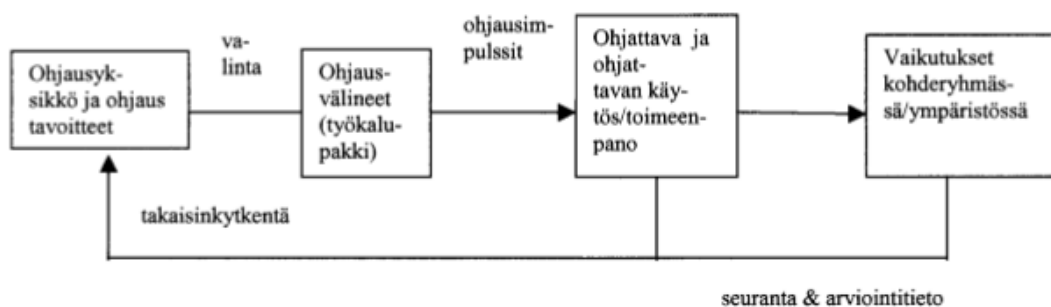 va-
linta
ohjausim-
pulssit
Ohjausyk-
sikkö ja ohjaus
tavoitteet
Ohjaus-
välineet
(työkalu-
pakki)
Ohjattava ja
ohjat-
tavan käy-
tös/toimeen-
pano
Vaikutukset
kohderyhmäs-
sä/ympäristössä
takaisinkytkentä
seuranta & arviointitieto